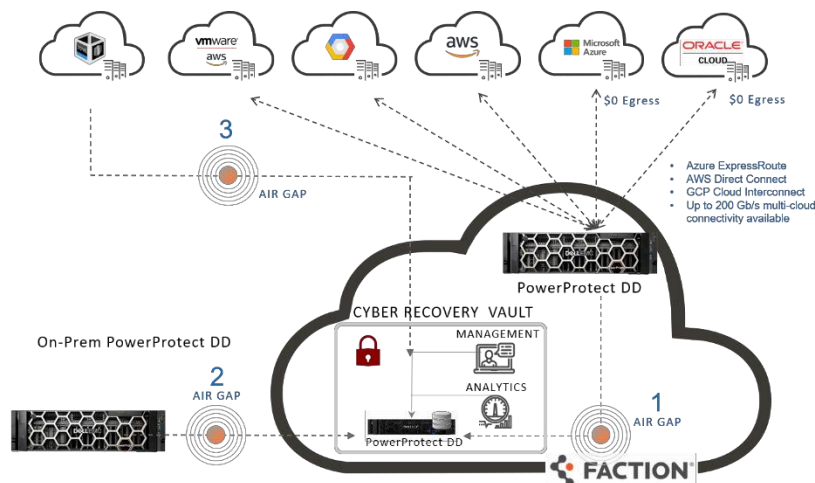 vmware
aws
aws
Microsoft
Azure
ORACLE
CLOUD
$0 Egress
$0 Egress
3
AIR GAP
• Azure ExpressRoute
• AWS Direct Connect
• GCP Cloud Interconnect
• Up to 200 Gb/s multi-cloud
connectivity available
DELLEMC
PowerProtect DD
CYBER RECOVERY VAULT
MANAGEMENT
On-Prem PowerProtect DD
2
AIR GAP
ANALYTICS
1
AIR GAP
DELLEMC
PowerProtect DD
FACTION